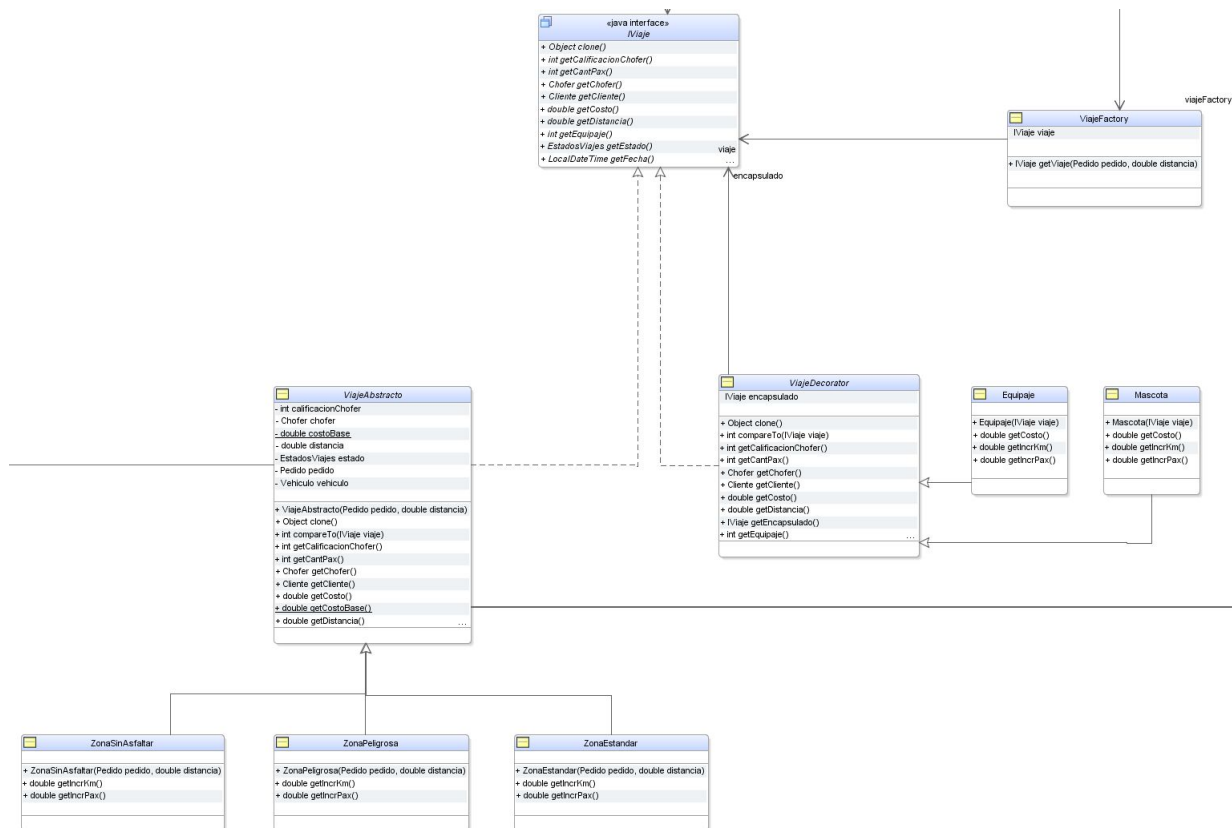 «java interface»
IViaje
+ Object clone()
+ int getCalificacionChofer()
+ int getCantPax()
+ Chofer getChofer()
+ Cliente getCliente()
+ double getCosto()
+ double getDistancia()
+ int getEquipaje()
+ EstadosViajes getEstado()
+ LocalDateTime getFecha()
...
viaje
encapsulado
viajeFactory
ViajeFactory
IViaje viaje
+ IViaje getViaje(Pedido pedido, double distancia)
ViajeAbstracto
- int calificacionChofer
- Chofer chofer
- double costoBase
- double distancia
- EstadosViajes estado
- Pedido pedido
- Vehiculo vehiculo
+ ViajeAbstracto(Pedido pedido, double distancia)
+ Object clone()
+ int compareTo(IViaje viaje)
+ int getCalificacionChofer()
+ int getCantPax()
+ Chofer getChofer()
+ Cliente getCliente()
+ double getCosto()
+ double getCostoBase()
+ double getDistancia()
...
ViajeDecorator
IViaje encapsulado
+ Object clone()
+ int compareTo(IViaje viaje)
+ int getCalificacionChofer()
+ int getCantPax()
+ Chofer getChofer()
+ Cliente getCliente()
+ double getCosto()
+ double getDistancia()
+ IViaje getEncapsulado()
+ int getEquipaje()
...
Equipaje
+ Equipaje(IViaje viaje)
+ double getCosto()
+ double getIncrKm()
+ double getIncrPax()
Mascota
+ Mascota(IViaje viaje)
+ double getCosto()
+ double getIncrKm()
+ double getIncrPax()
ZonaSinAsfaltar
+ ZonaSinAsfaltar(Pedido pedido, double distancia)
+ double getIncrKm()
+ double getIncrPax()
ZonaPeligrosa
+ ZonaPeligrosa(Pedido pedido, double distancia)
+ double getIncrKm()
+ double getIncrPax()
ZonaEstandar
+ ZonaEstandar(Pedido pedido, double distancia)
+ double getIncrKm()
+ double getIncrPax()